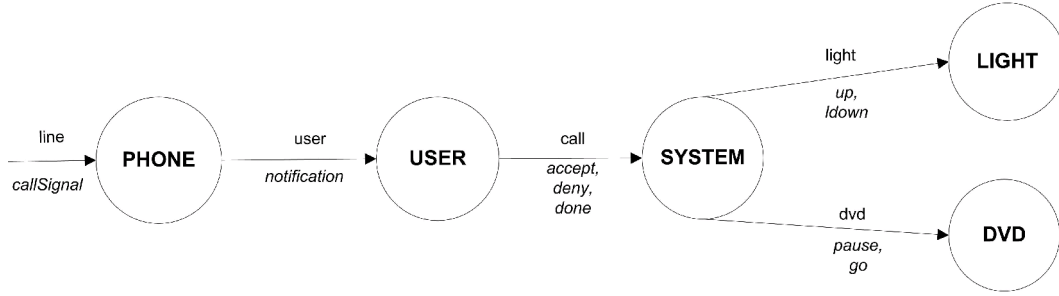 line
callSignal
PHONE
user
notification
USER
call
accept,
deny,
done
SYSTEM
light
up,
ldown
LIGHT
dvd
pause,
go
DVD